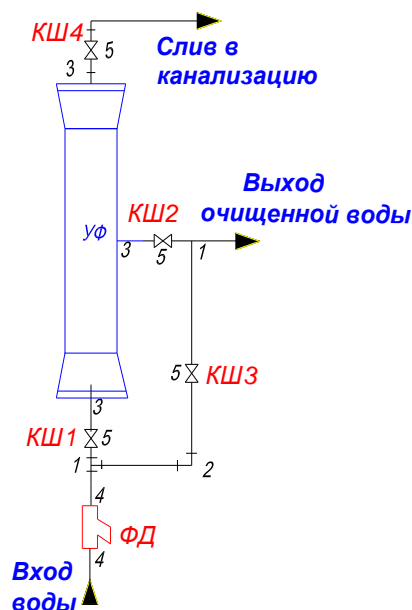 КШ4
5
Слив в
канализацию
3
Выход
очищенной воды
КШ2
УФ
3
5
1
5
КШ3
3
КШ1
5
1
2
4
ФД
4
Вход
воды